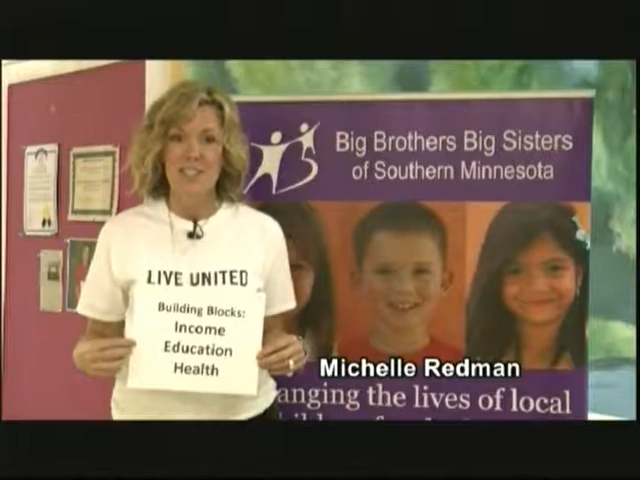 Big Brothers Big Sisters
of Southern Minnesota
LIVE UNITED
Building Blocks:
Income
Education
Health
Michelle Redman
anging the lives of local